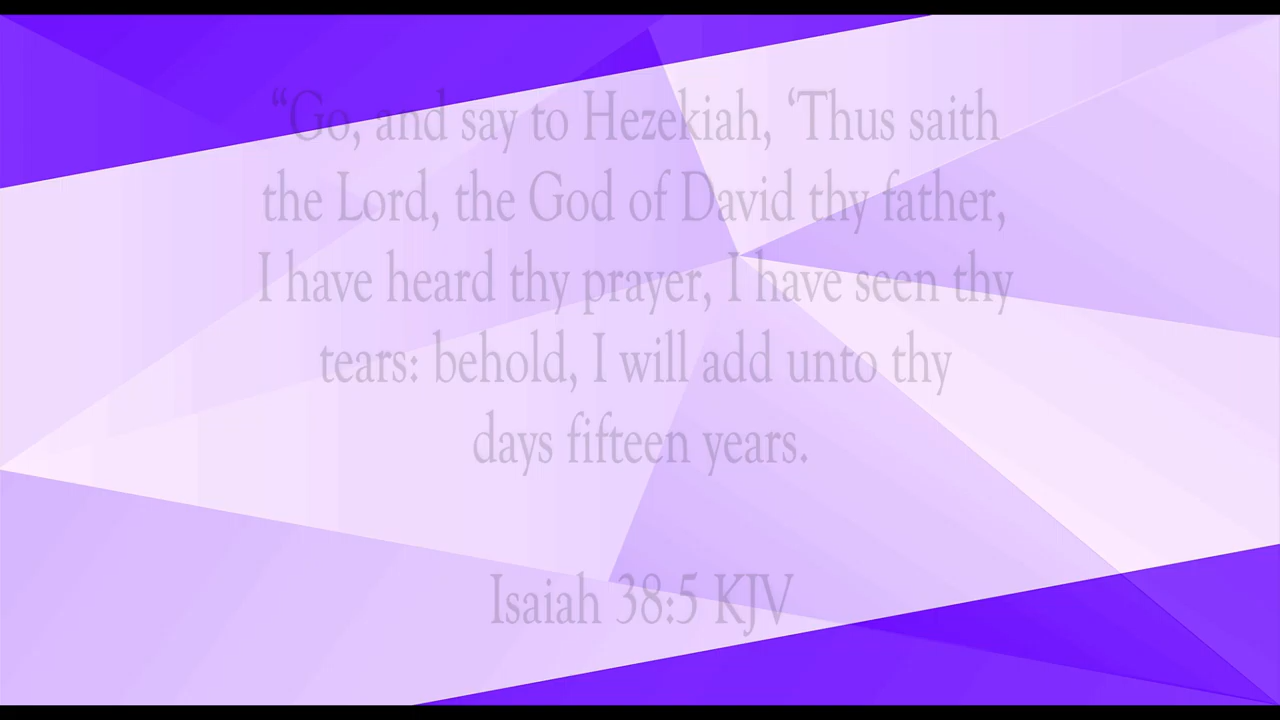 “Go, and say to Hezekiah, ‘Thus saith
the Lord, the God of David thy father,
I have heard thy prayer, I have seen thy
tears: behold, I will add unto thy
days fifteen years.
Isaiah 38:5 KJV